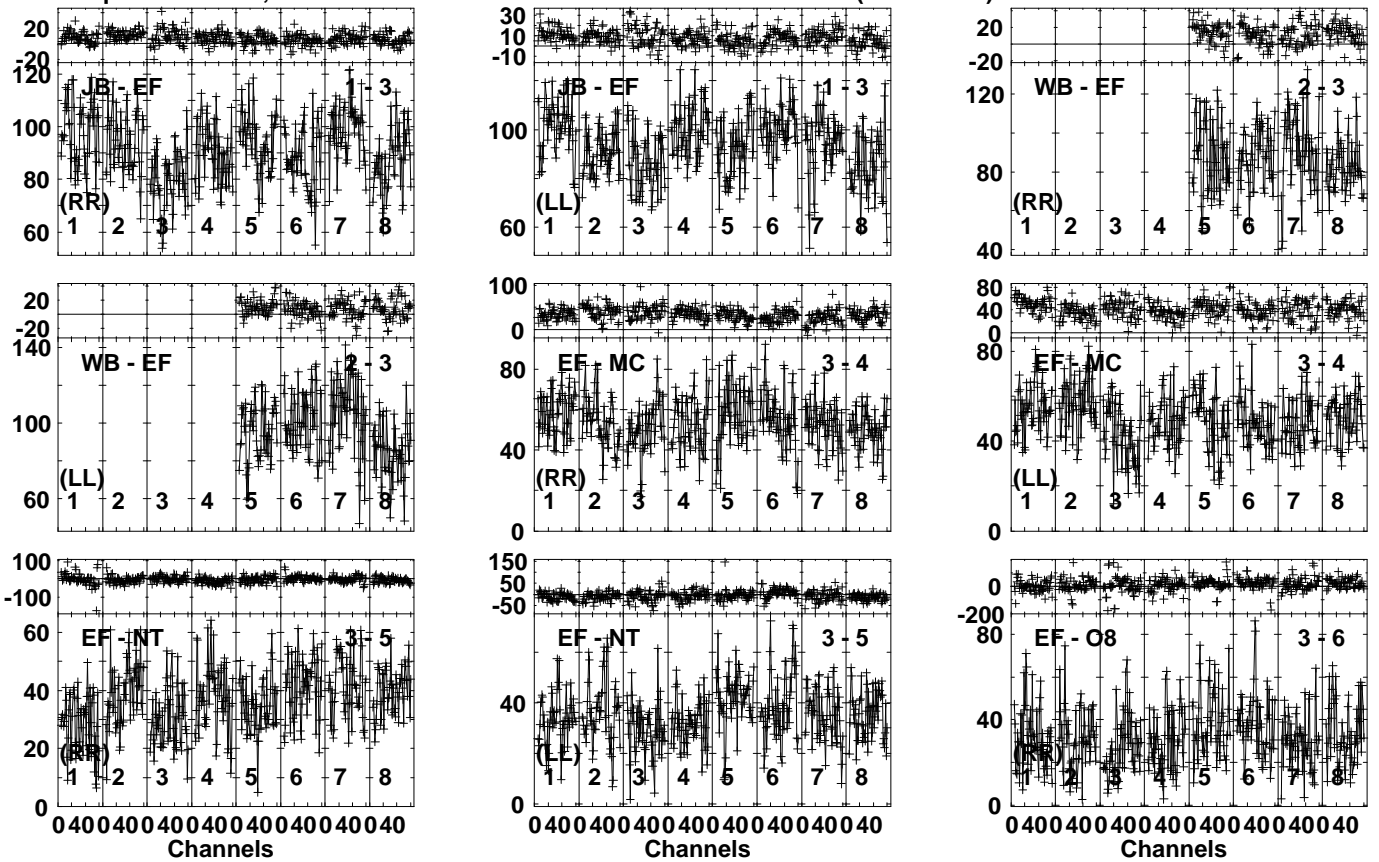 20 -20 30 10 -10 20 -20
JB - EF 1 - 3
120 100 80 60
(RR)
1 2 3 4 5 6 7 8
JB - EF 1 - 3
100 60
(LL)
1 2 3 4 5 6 7 8
WB - EF 2 - 3
120 80 40
(RR)
1 2 3 4 5 6 7 8
20 -20
WB - EF 2 - 3
140 100 60
(LL)
1 2 3 4 5 6 7 8
100 0
EF - MC 3 - 4
80 40 0
(RR)
1 2 3 4 5 6 7 8
80 40 0
EF - MC 3 - 4
80 40 0
(LL)
1 2 3 4 5 6 7 8
100 -100
EF - NT 3 - 5
60 40 20 0
(RR)
1 2 3 4 5 6 7 8
0 40 0 40 0 40 0 40 0 40 0 40 0 40 0 40
Channels
150 50 -50
EF - NT 3 - 5
40 0
(LL)
1 2 3 4 5 6 7 8
0 40 0 40 0 40 0 40 0 40 0 40 0 40 0 40
Channels
0 -200
EF - O8 3 - 6
80 40 0
(RR)
1 2 3 4 5 6 7 8
0 40 0 40 0 40 0 40 0 40 0 40 0 40 0 40
Channels